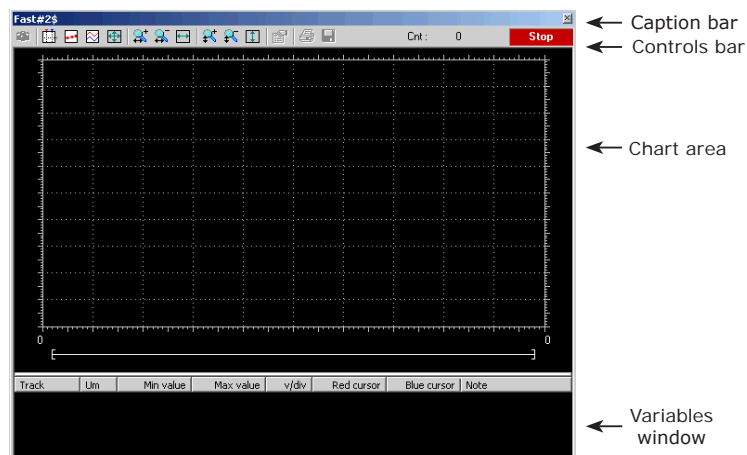 Fast#2$
Caption bar
Cnt: 0 Stop
Controls bar
Chart area
0 0
Track Um Min value Max value v/div Red cursor Blue cursor Note
Variables
window